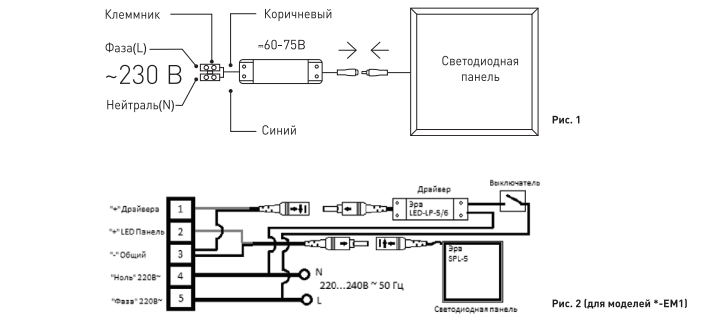 Клеммник
Коричневый
Фаза(L)
~230 В
Нейтраль(N)
=60-75В
Синий
Светодиодная
панель
Рис. 1
"+" Драйвера
"+" LED Панель
"-" Общий
"Ноль" 220В~
"Фаза" 220В~
1
2
3
4
5
N
L
220...240В ~ 50 Гц
Драйвер
Эра
LED-LP-5/6
Выключатель
Эра
SPL-5
Светодиодная панель
Рис. 2 (для моделей *-EM1)